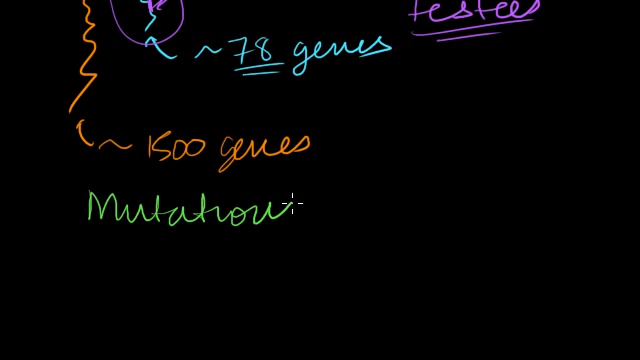 testes
~ 78 genes
~ 1500 genes
Mutation